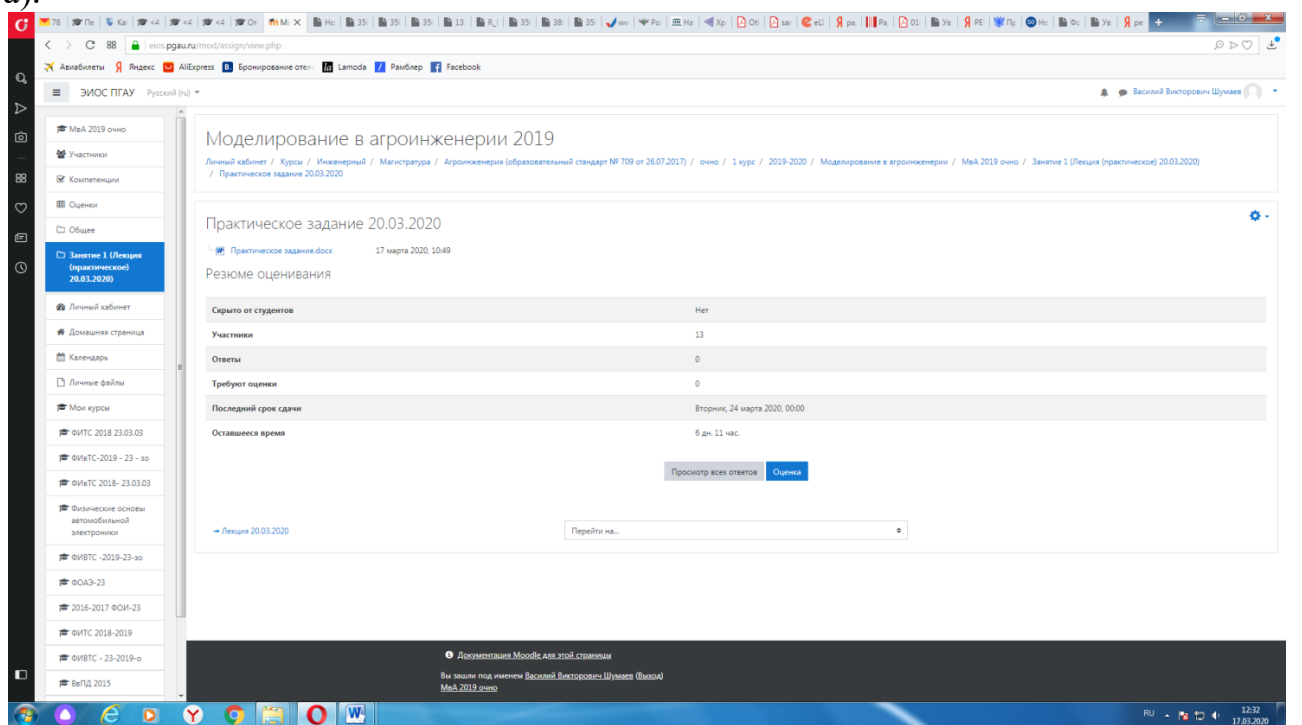 а).
eios.pgau.ru/mod/assign/view.php
88
Авиабилеты Яндекс AliExpress Бронирование отел Lamoda Рамблер Facebook
ЭИОС ПГАУ Русский (ru)
Василий Викторович Шумаев
МвА 2019 очно
Участники
Компетенции
Оценки
Общее
Занятие 1 (Лекция
(практическое)
20.03.2020)
Личный кабинет
Домашняя страница
Календарь
Личные файлы
Мои курсы
ФИТС 2018 23.03.03
ФИвТС-2019 - 23 - зо
ФИвТС 2018- 23.03.03
Физические основы
автомобильной
электроники
ФИВТС -2019-23-зо
ФОАЭ-23
2016-2017 ФОИ-23
ФИТС 2018-2019
ФИВТС - 23-2019-о
ВеПД 2015
Моделирование в агроинженерии 2019
Личный кабинет / Курсы / Инженерный / Магистратура / Агроинженерия (образовательный стандарт № 709 от 26.07.2017) / очно / 1 курс / 2019-2020 / Моделирование в агроинженерии / МвА 2019 очно / Занятие 1 (Лекция (практическое) 20.03.2020)
/ Практическое задание 20.03.2020
Практическое задание 20.03.2020
Практическое задание.docx 17 марта 2020, 10:49
Резюме оценивания
Скрыто от студентов Нет
Участники 13
Ответы 0
Требуют оценки 0
Последний срок сдачи Вторник, 24 марта 2020, 00:00
Оставшееся время 6 дн. 11 час.
Просмотр всех ответов Оценка
→ Лекция 20.03.2020 Перейти на...
Документация Moodle для этой страницы
Вы зашли под именем Василий Викторович Шумаев (Выход)
МвА 2019 очно
RU 12:32
17.03.2020